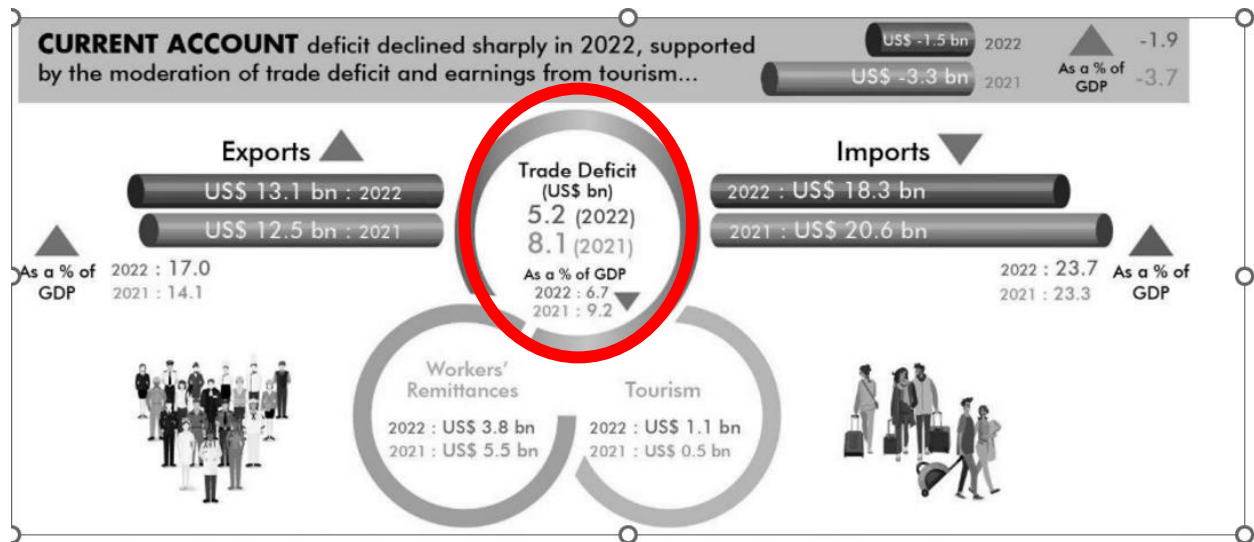 CURRENT ACCOUNT deficit declined sharply in 2022, supported
by the moderation of trade deficit and earnings from tourism...
US$ -1.5 bn 2022
US$ -3.3 bn 2021
As a % of
GDP
-1.9
-3.7
Exports
US$ 13.1 bn : 2022
US$ 12.5 bn : 2021
As a % of
GDP
2022 : 17.0
2021 : 14.1
Trade Deficit
(US$ bn)
5.2 (2022)
8.1 (2021)
As a % of GDP
2022 : 6.7
2021 : 9.2
Imports
2022 : US$ 18.3 bn
2021 : US$ 20.6 bn
2022 : 23.7
2021 : 23.3
As a % of
GDP
Workers'
Remittances
2022 : US$ 3.8 bn
2021 : US$ 5.5 bn
Tourism
2022 : US$ 1.1 bn
2021 : US$ 0.5 bn